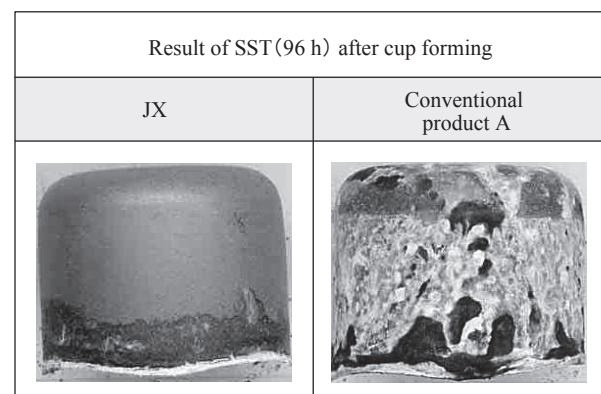 Result of SST（96 h） after cup forming
JX
Conventional
product A